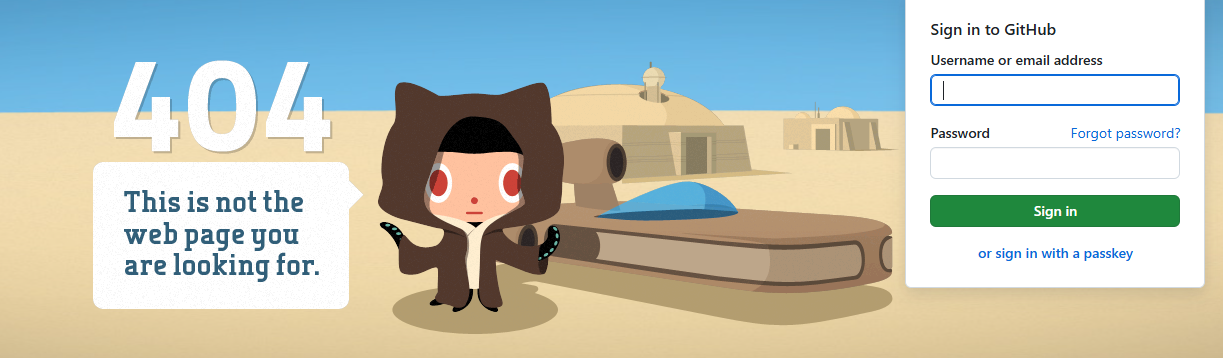 404
This is not the
web page you
are looking for.
Sign in to GitHub
Username or email address
Password
Forgot password?
Sign in
or sign in with a passkey